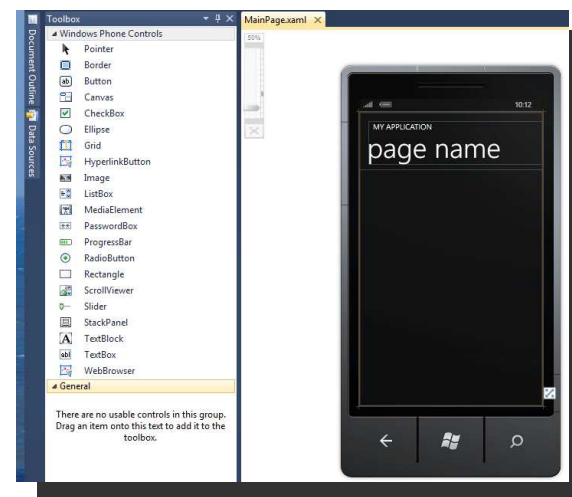 Toolbox
MainPage.xaml
Document Outline
Data Sources
Windows Phone Controls
Pointer
Border
Button
Canvas
CheckBox
Ellipse
Grid
HyperlinkButton
Image
ListBox
MediaElement
PasswordBox
ProgressBar
RadioButton
Rectangle
ScrollViewer
Slider
StackPanel
TextBlock
TextBox
WebBrowser
General
There are no usable controls in this group.
Drag an item onto this text to add it to the
toolbox.
50%
10:12
MY APPLICATION
page name